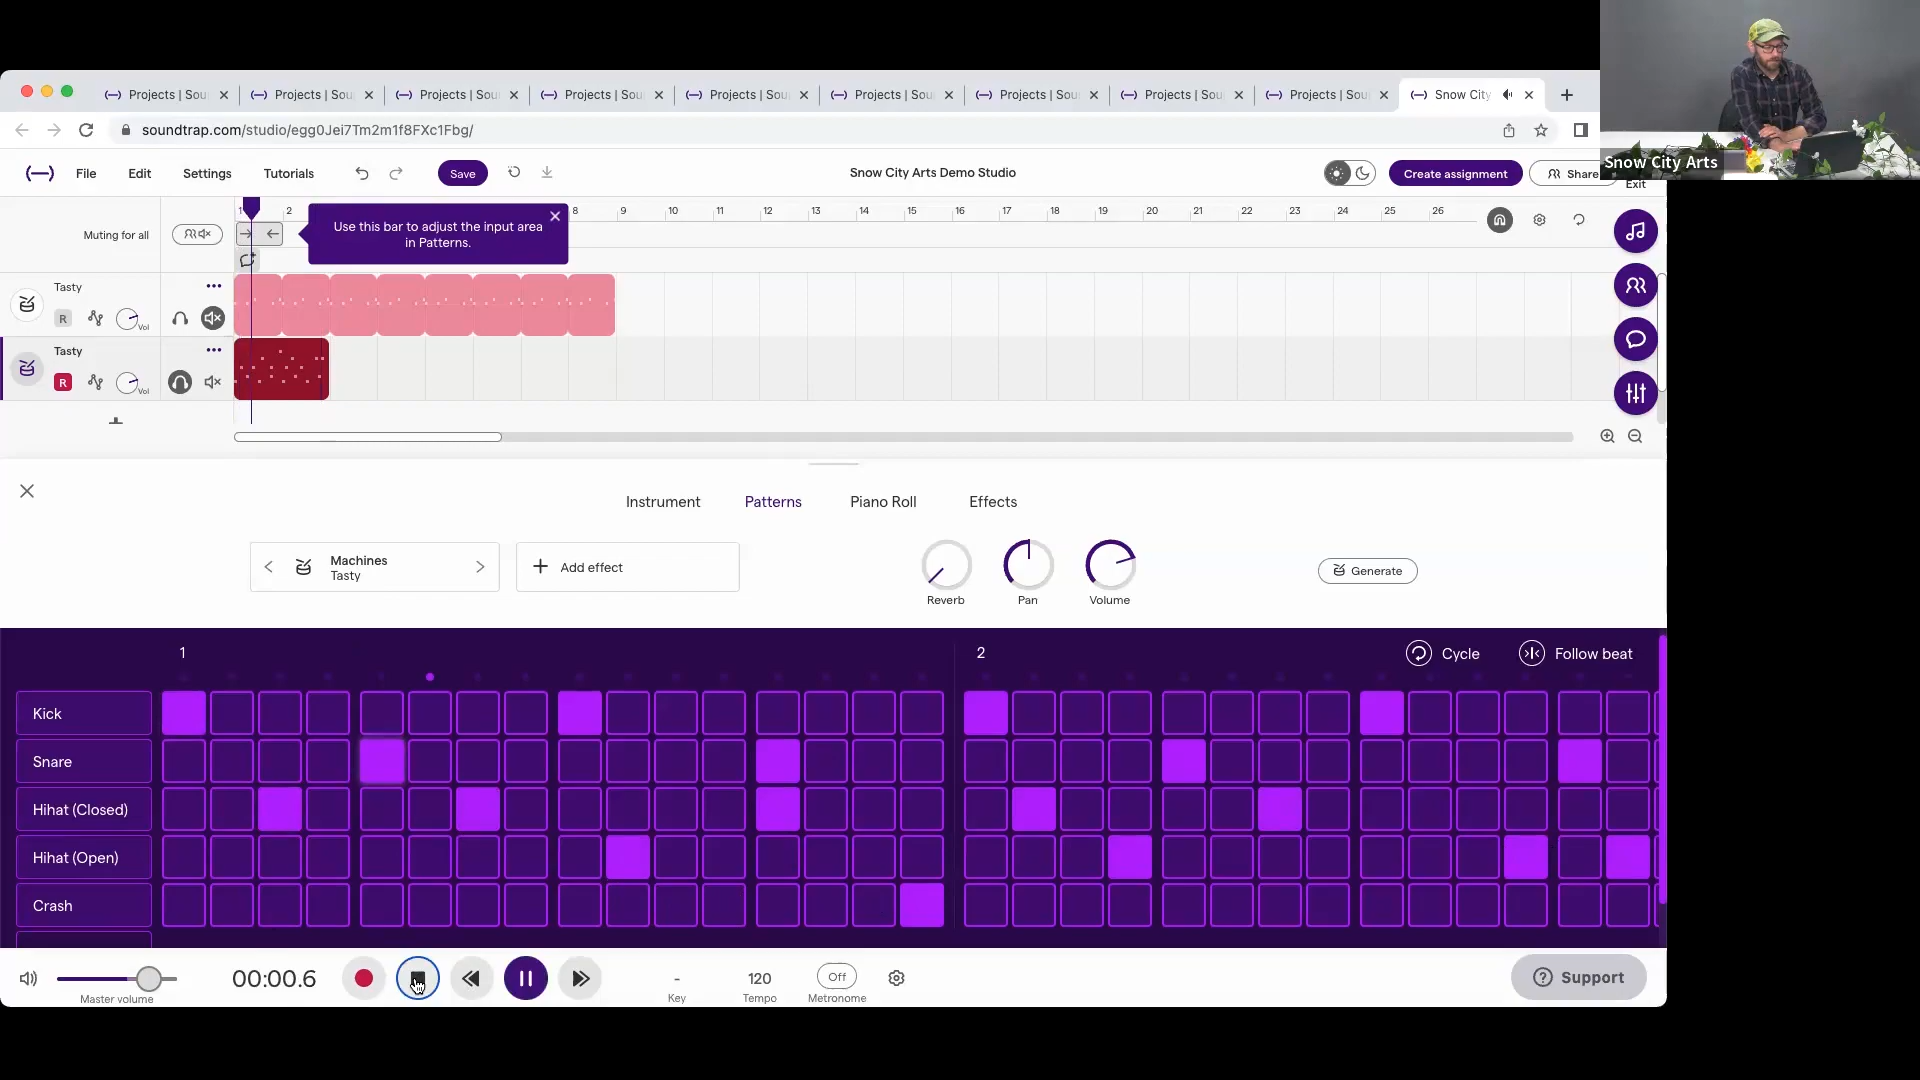 Projects | Sou
Projects | Sou
Projects | Sou
Projects | Sou
Projects | Sou
Projects | Sou
Projects | Sou
Projects | Sou
Projects | Sou
Snow City
soundtrap.com/studio/egg0Jei7Tm2m1f8FXc1Fbg/
Snow City Arts
File Edit Settings Tutorials Save Snow City Arts Demo Studio Create assignment Share Exit
1 2 8 9 10 11 12 13 14 15 16 17 18 19 20 21 22 23 24 25 26
Use this bar to adjust the input area
in Patterns.
Muting for all
Tasty
R Vol
Tasty
R Vol
Instrument Patterns Piano Roll Effects
Machines
Tasty
Add effect
Reverb Pan Volume
Generate
1 2 Cycle Follow beat
Kick
Snare
Hihat (Closed)
Hihat (Open)
Crash
00:00.6
Master volume
-
Key
120
Tempo
Off
Metronome
Support